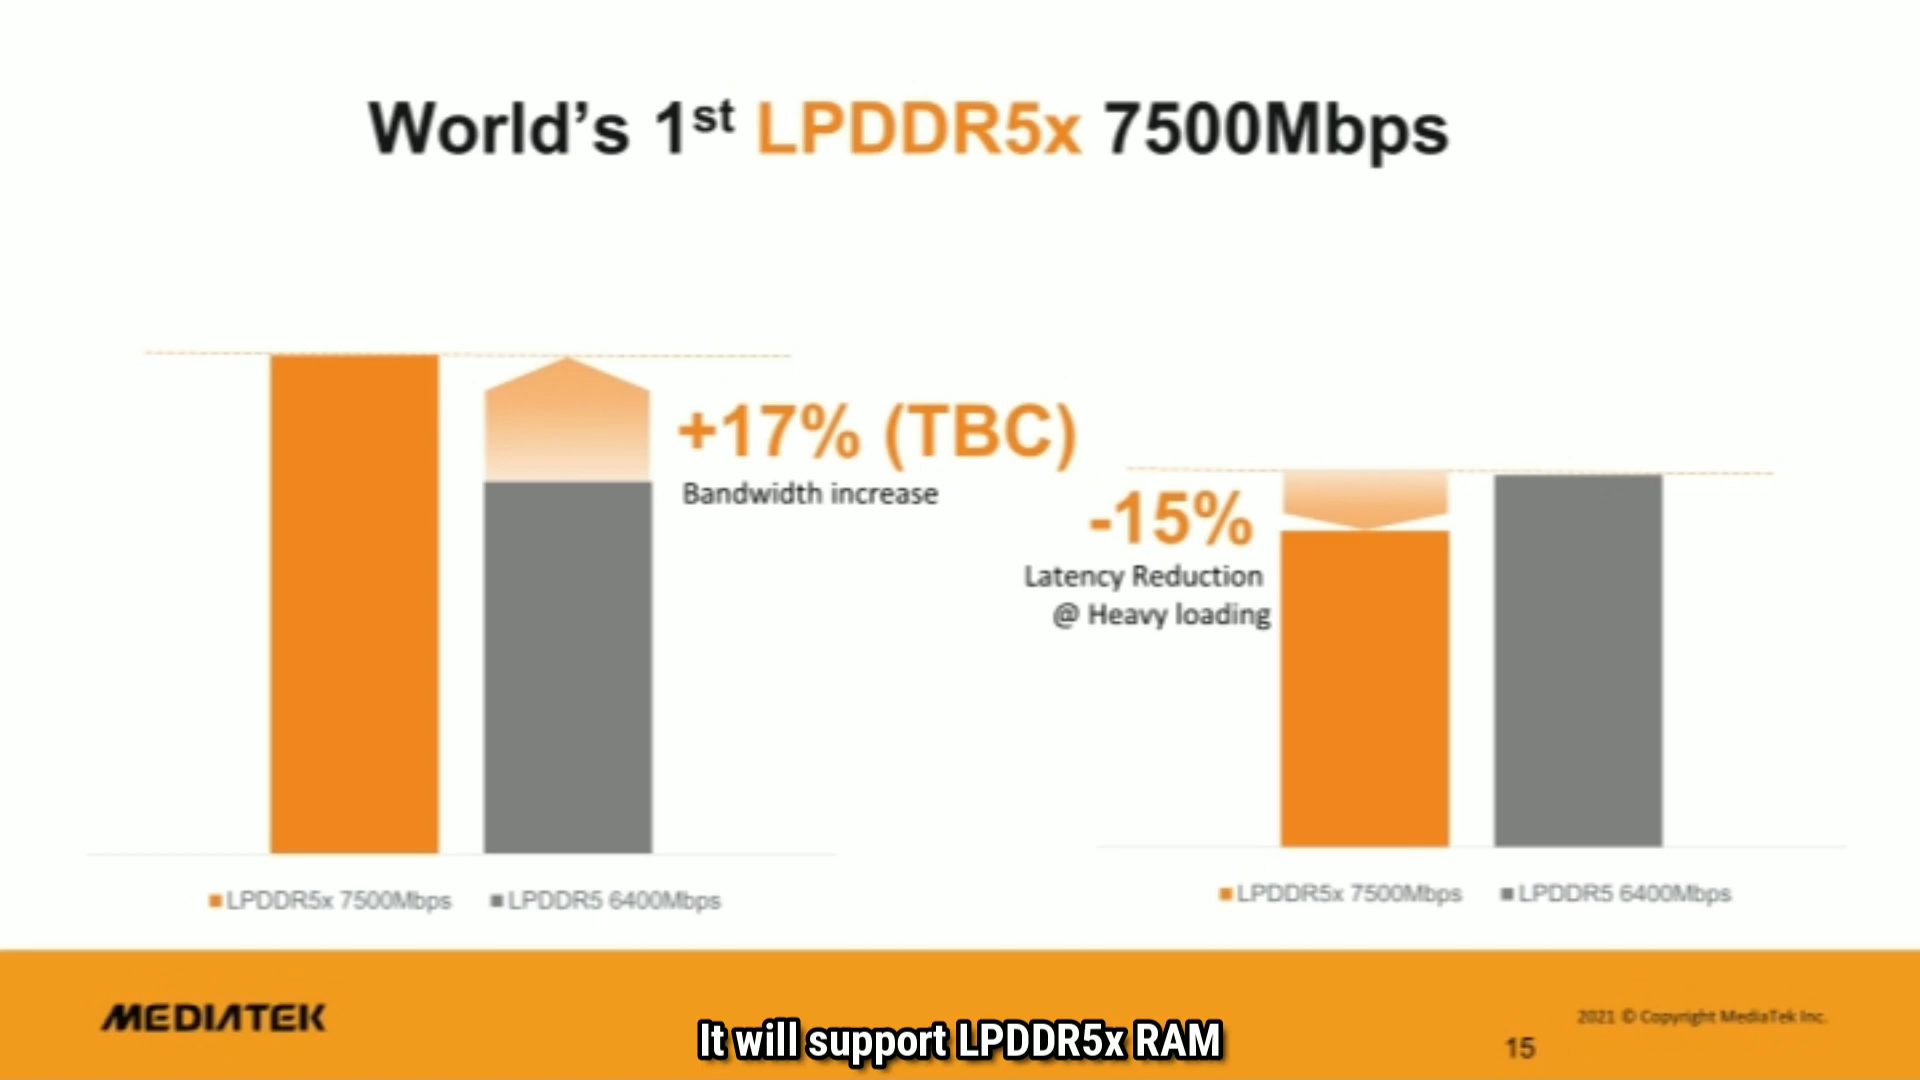 World's 1st LPDDR5x 7500Mbps
+17% (TBC)
Bandwidth increase
-15%
Latency Reduction
@ Heavy loading
LPDDR5x 7500Mbps LPDDR5 6400Mbps
LPDDR5x 7500Mbps LPDDR5 6400Mbps
MEDIATEK
2021 © Copyright MediaTek Inc.
15
It will support LPDDR5x RAM